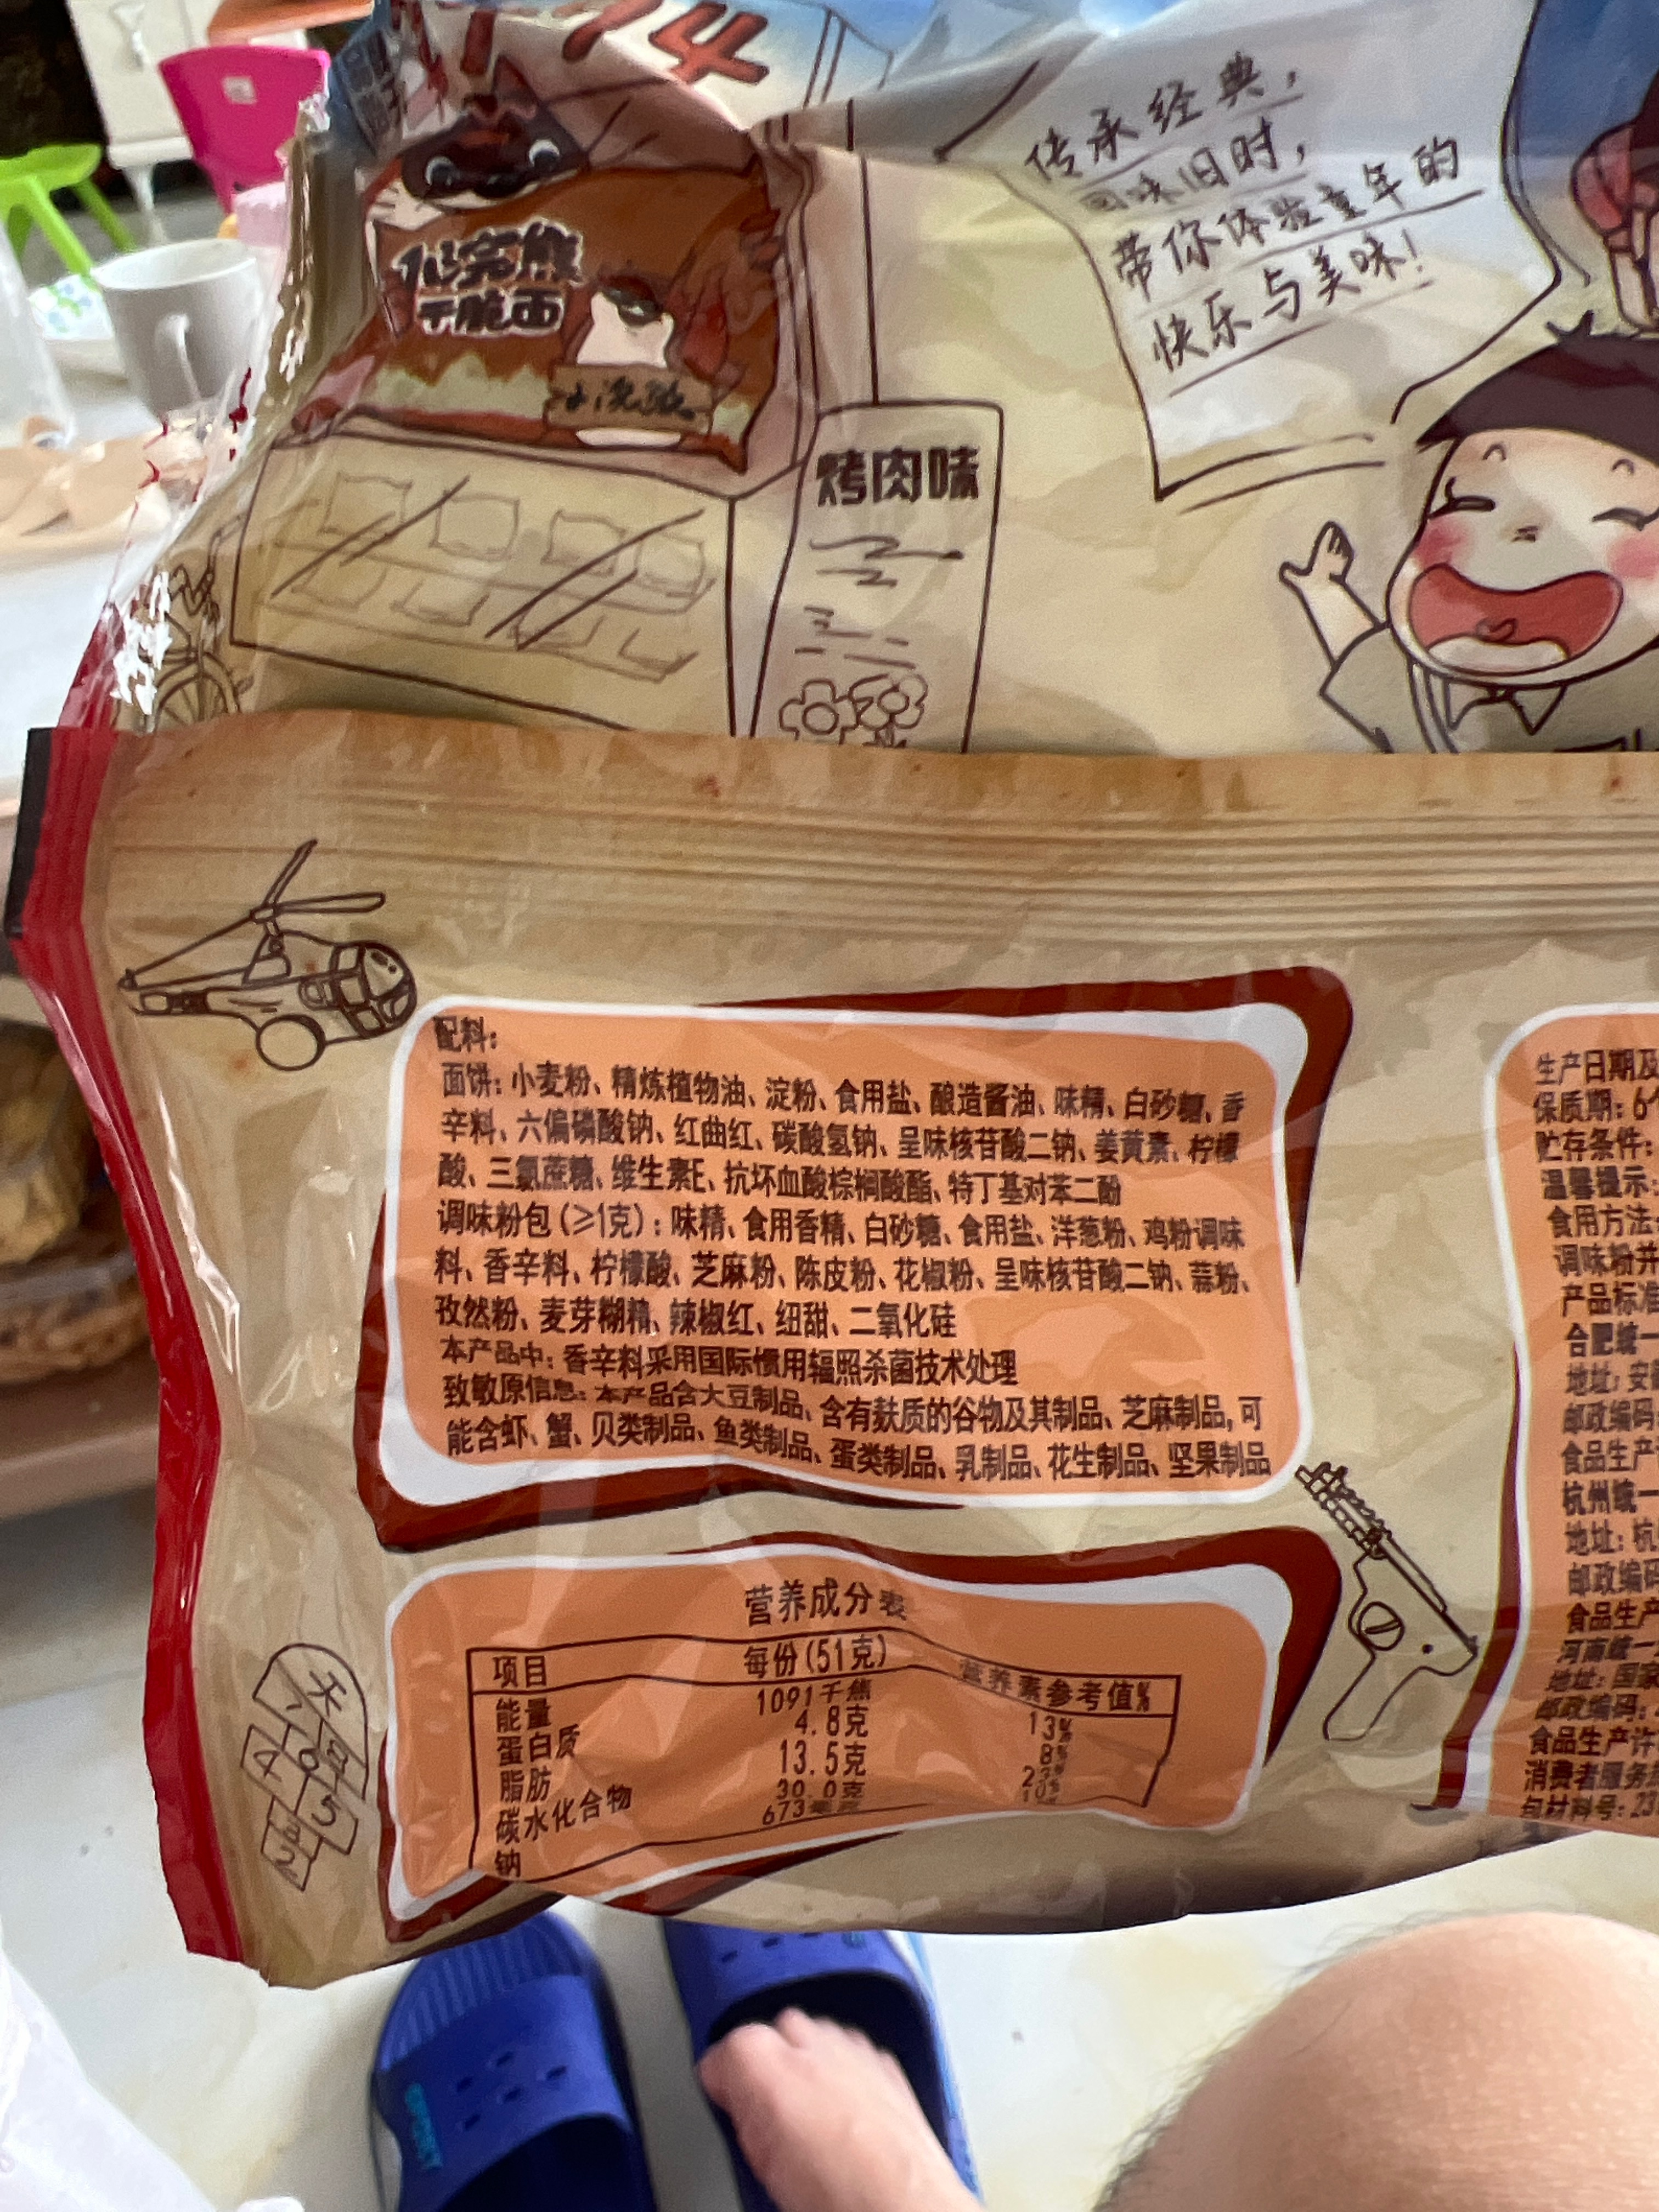 小浣熊
干脆面
小浣熊
传承经典，
回味旧时，
带你体验童年的
快乐与美味！
烤肉味
配料：
面饼：小麦粉、精炼植物油、淀粉、食用盐、酿造酱油、味精、白砂糖、香
辛料、六偏磷酸钠、红曲红、碳酸氢钠、呈味核苷酸二钠、姜黄素、柠檬
酸、三氯蔗糖、维生素E、抗坏血酸棕榈酸酯、特丁基对苯二酚
调味粉包（≥1克）：味精、食用香精、白砂糖、食用盐、洋葱粉、鸡粉调味
料、香辛料、柠檬酸、芝麻粉、陈皮粉、花椒粉、呈味核苷酸二钠、蒜粉、
孜然粉、麦芽糊精、辣椒红、纽甜、二氧化硅
本产品中：香辛料采用国际惯用辐照杀菌技术处理
致敏原信息：本产品含大豆制品、含有麸质的谷物及其制品、芝麻制品，可
能含虾、蟹、贝类制品、鱼类制品、蛋类制品、乳制品、花生制品、坚果制品
营养成分表
项目 每份(51克) 营养素参考值%
能量 1091千焦 13%
蛋白质 4.8克 8%
脂肪 13.5克
碳水化合物 30.0克 10%
钠 673毫克
生产日期及
保质期：6个
贮存条件：
温馨提示：
食用方法：
调味粉并
产品标准
合肥统一
地址：安徽
邮政编码：
食品生产许
杭州统一
地址：杭
邮政编码
食品生产
河南统一
地址：国家
邮政编码：
食品生产许
消费者服务
包材料号：23
天
4
5
2
SPORT